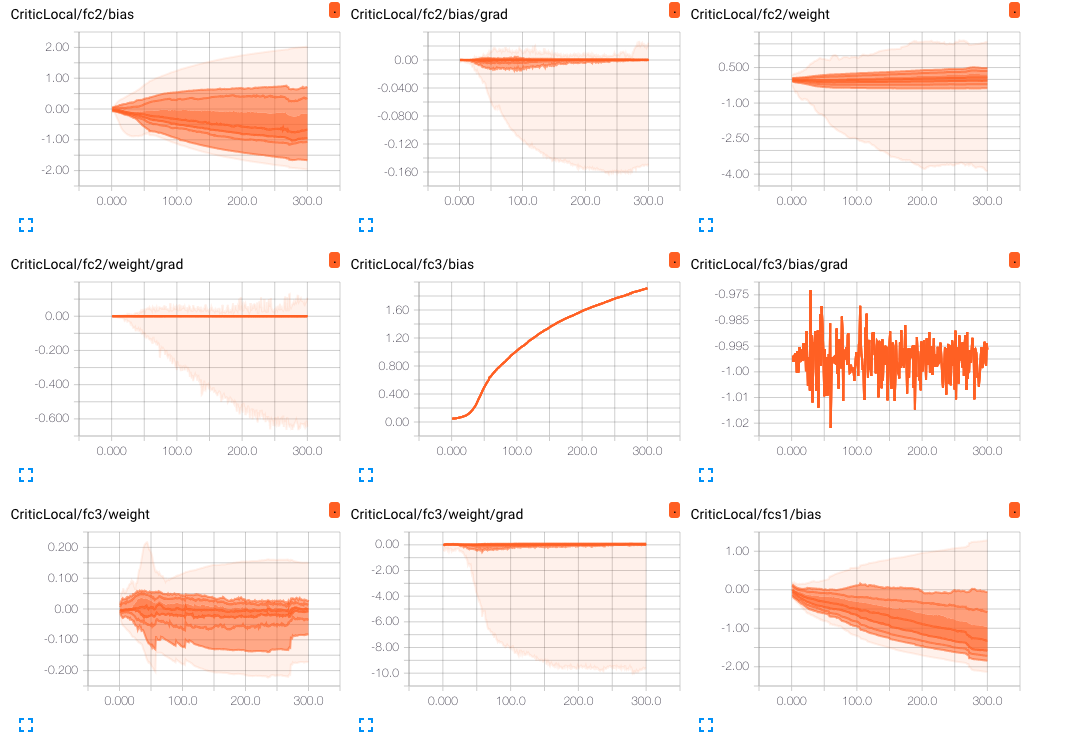 CriticLocal/fc2/bias
.
CriticLocal/fc2/bias/grad
.
CriticLocal/fc2/weight
.
2.00
1.00
0.00
-1.00
-2.00
0.000 100.0 200.0 300.0
0.00
-0.0400
-0.0800
-0.120
-0.160
0.000 100.0 200.0 300.0
0.500
-1.00
-2.50
-4.00
0.000 100.0 200.0 300.0
CriticLocal/fc2/weight/grad
.
CriticLocal/fc3/bias
.
CriticLocal/fc3/bias/grad
.
0.00
-0.200
-0.400
-0.600
0.000 100.0 200.0 300.0
1.60
1.20
0.800
0.400
0.00
0.000 100.0 200.0 300.0
-0.975
-0.985
-0.995
-1.00
-1.01
-1.02
0.000 100.0 200.0 300.0
CriticLocal/fc3/weight
.
CriticLocal/fc3/weight/grad
.
CriticLocal/fcs1/bias
.
0.200
0.100
0.00
-0.100
-0.200
0.000 100.0 200.0 300.0
0.00
-2.00
-4.00
-6.00
-8.00
-10.0
0.000 100.0 200.0 300.0
1.00
0.00
-1.00
-2.00
0.000 100.0 200.0 300.0